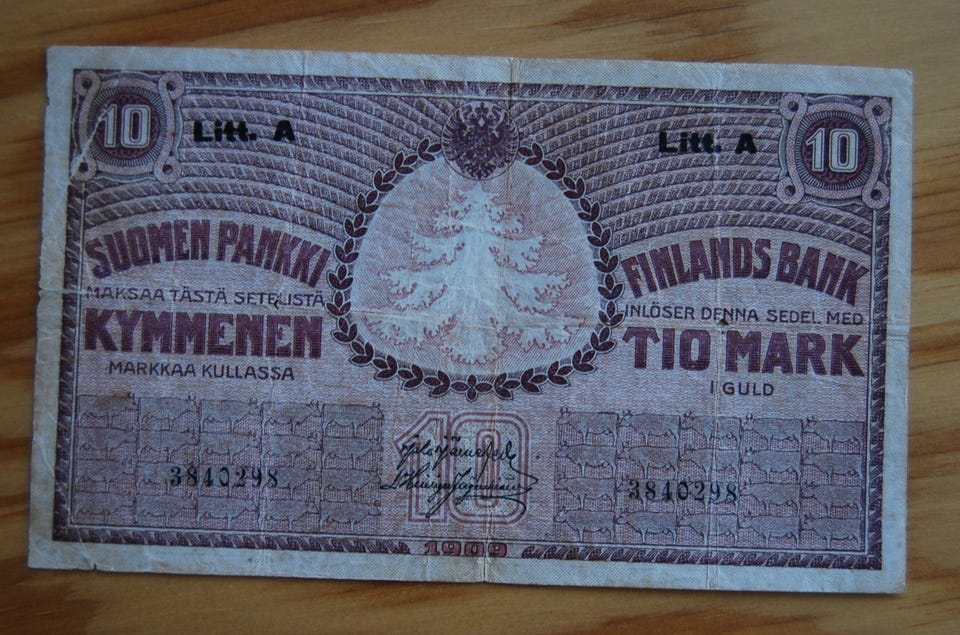 10
Litt. A
Litt. A
10
SUOMEN PANKKI
MAKSAA TÄSTÄ SETELISTÄ
KYMMENEN
MARKKAA KULLASSA
FINLANDS BANK
INLÖSER DENNA SEDEL MED
TIO MARK
I GULD
10
3840298
3840298
1909